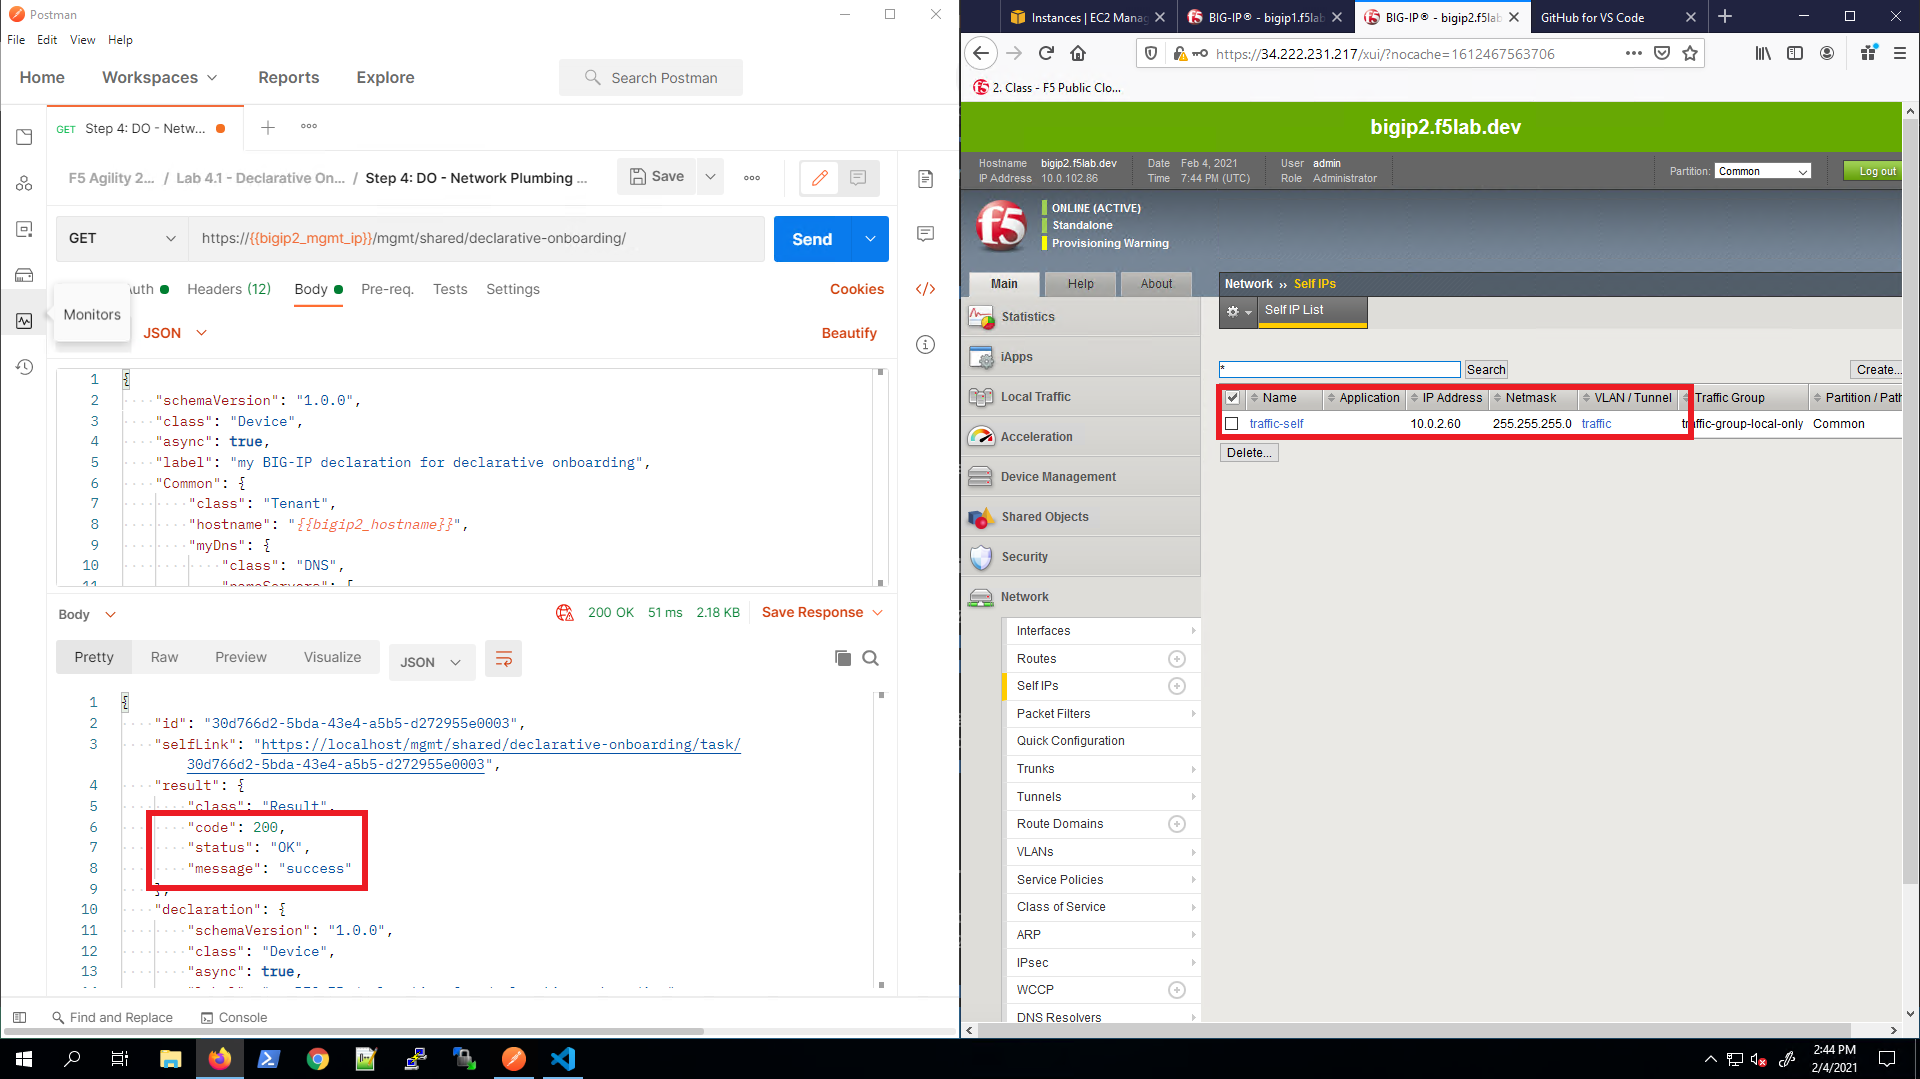 Postman
File Edit View Help
Home Workspaces Reports Explore Search Postman
GET Step 4: DO - Netw...
F5 Agility 2... / Lab 4.1 - Declarative On... / Step 4: DO - Network Plumbing ... Save
GET https://{{bigip2_mgmt_ip}}/mgmt/shared/declarative-onboarding/ Send
uth Headers (12) Body Pre-req. Tests Settings Cookies
Monitors
JSON Beautify
1 {
2 "schemaVersion": "1.0.0",
3 "class": "Device",
4 "async": true,
5 "label": "my BIG-IP declaration for declarative onboarding",
6 "Common": {
7 "class": "Tenant",
8 "hostname": "{{bigip2_hostname}}",
9 "myDns": {
10 "class": "DNS",
11 "nameServers": [
Body 200 OK 51 ms 2.18 KB Save Response
Pretty Raw Preview Visualize JSON
1 {
2 "id": "30d766d2-5bda-43e4-a5b5-d272955e0003",
3 "selfLink": "https://localhost/mgmt/shared/declarative-onboarding/task/
30d766d2-5bda-43e4-a5b5-d272955e0003",
4 "result": {
5 "class": "Result",
6 "code": 200,
7 "status": "OK",
8 "message": "success"
9 },
10 "declaration": {
11 "schemaVersion": "1.0.0",
12 "class": "Device",
13 "async": true,
Find and Replace Console
Instances | EC2 Manag BIG-IP® - bigip1.f5lab BIG-IP® - bigip2.f5lab GitHub for VS Code
https://34.222.231.217/xui/?nocache=1612467563706
2. Class - F5 Public Clo...
bigip2.f5lab.dev
Hostname bigip2.f5lab.dev Date Feb 4, 2021 User admin
IP Address 10.0.102.86 Time 7:44 PM (UTC) Role Administrator
Partition: Common Log out
f5
ONLINE (ACTIVE)
Standalone
Provisioning Warning
Main Help About
Network ›› Self IPs
Self IP List
* Search Create...
Name Application IP Address Netmask VLAN / Tunnel Traffic Group Partition / Path
traffic-self 10.0.2.60 255.255.255.0 traffic traffic-group-local-only Common
Delete...
Statistics
iApps
Local Traffic
Acceleration
Device Management
Shared Objects
Security
Network
Interfaces
Routes
Self IPs
Packet Filters
Quick Configuration
Trunks
Tunnels
Route Domains
VLANs
Service Policies
Class of Service
ARP
IPsec
WCCP
DNS Resolvers
2:44 PM
2/4/2021